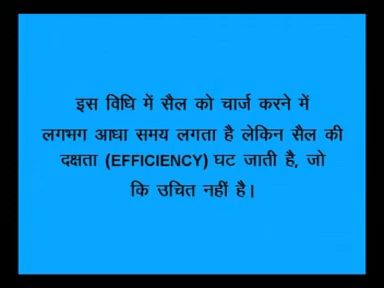 इस विधि में सैल को चार्ज करने में
लगभग आधा समय लगता है लेकिन सैल की
दक्षता (EFFICIENCY) घट जाती है, जो
कि उचित नहीं है।